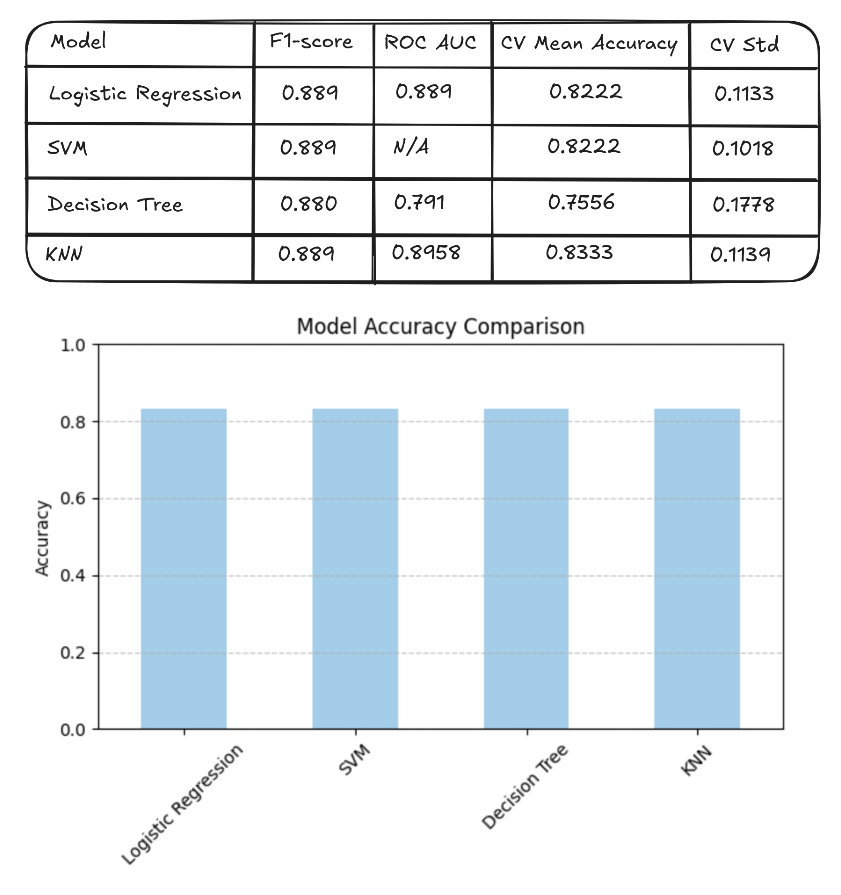 Model F1-score ROC AUC CV Mean Accuracy CV Std
Logistic Regression 0.889 0.889 0.8222 0.1133
SVM 0.889 N/A 0.8222 0.1018
Decision Tree 0.880 0.791 0.7556 0.1778
KNN 0.889 0.8958 0.8333 0.1139
Model Accuracy Comparison
1.0
0.8
0.6
0.4
0.2
0.0
Accuracy
Logistic Regression
SVM
Decision Tree
KNN